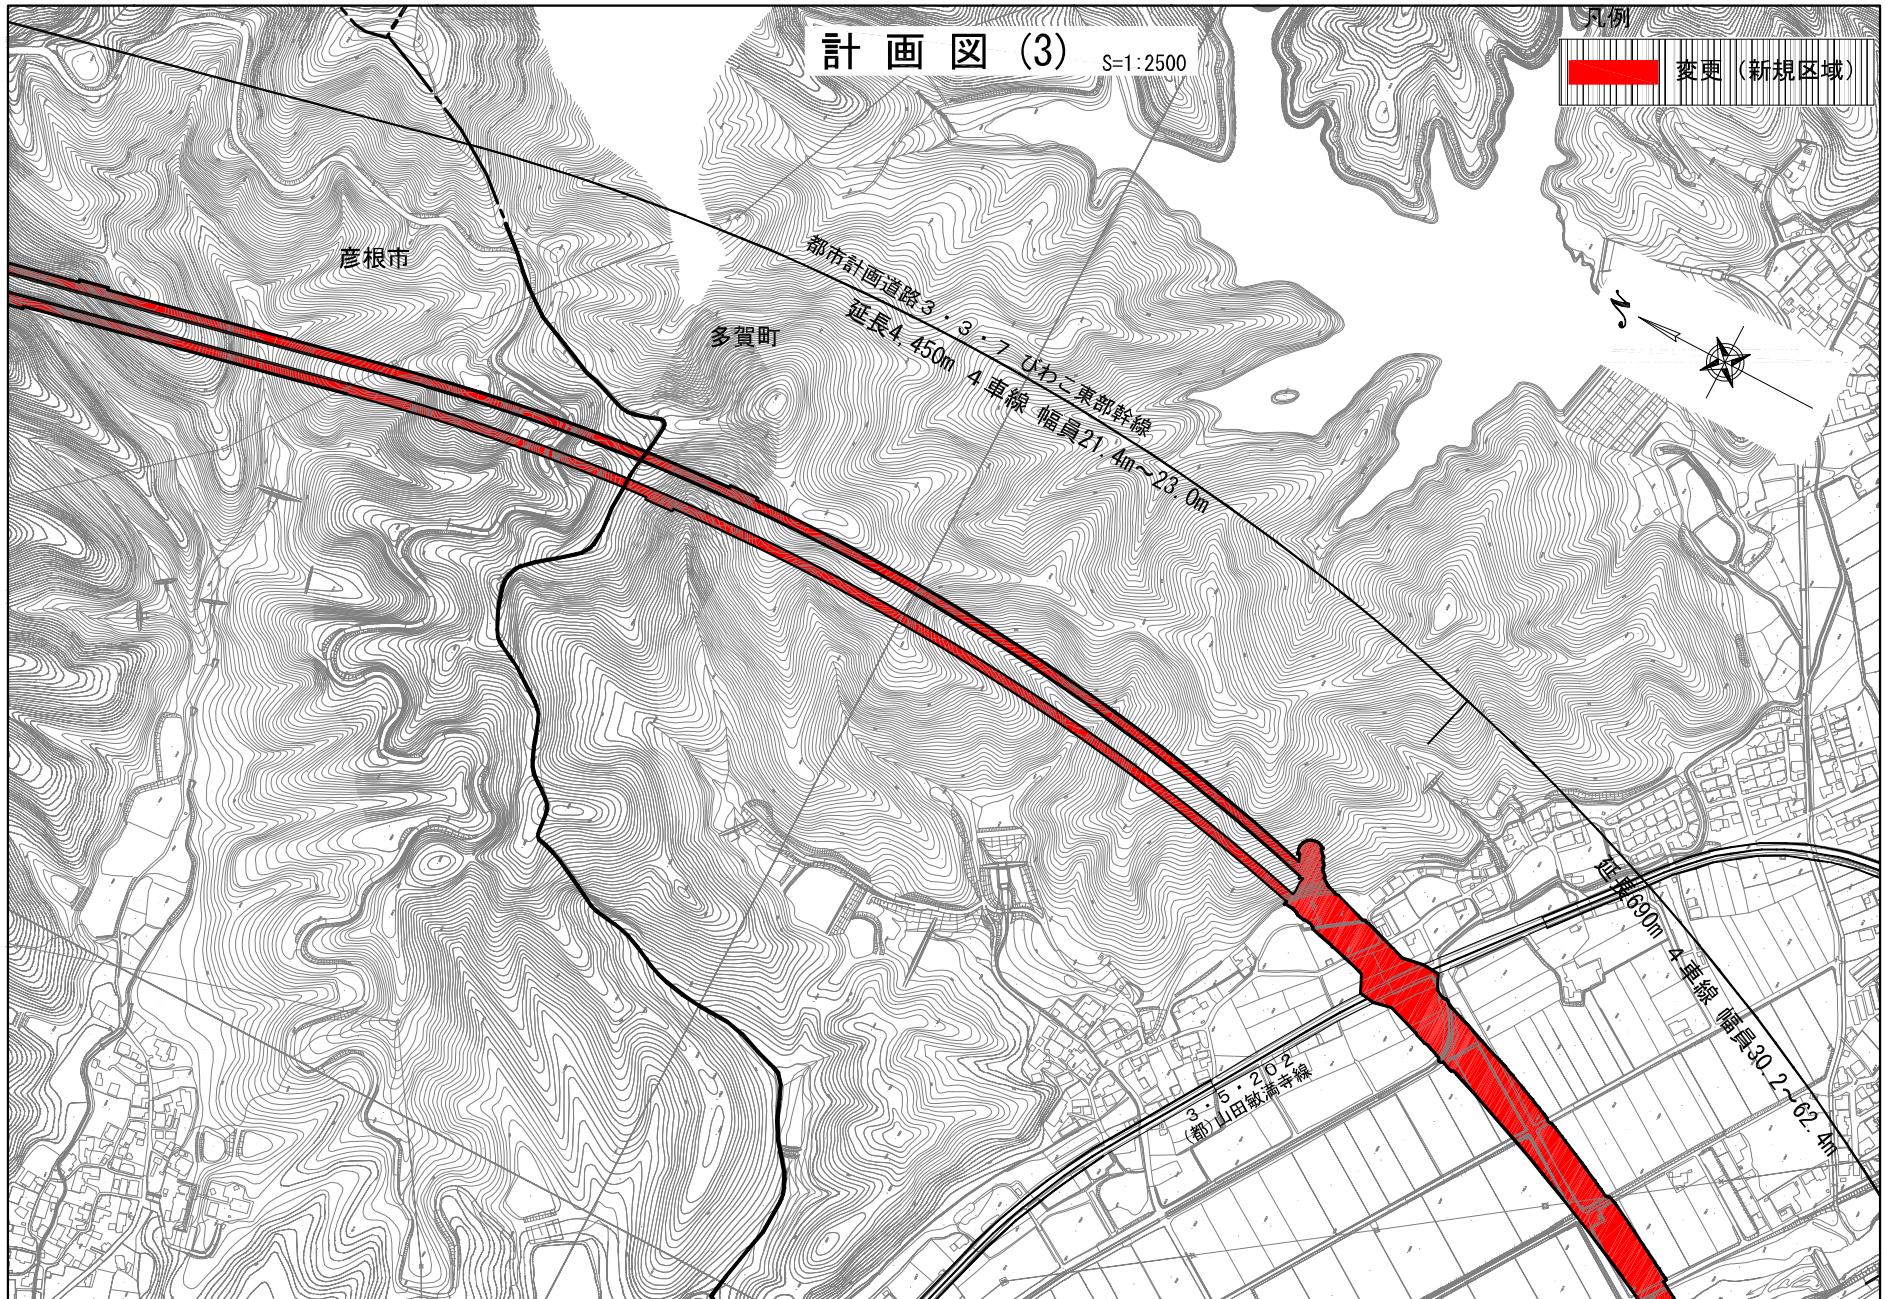 計画図(3) S=1:2500
凡例
変更(新規区域)
彦根市
多賀町
都市計画道路3・3・7 びわこ東部幹線
延長4,450m 4車線 幅員21.4m～23.0m
N
延長690m 4車線 幅員30.2～62.4m
3・5・202
(都)山田敏満寺線